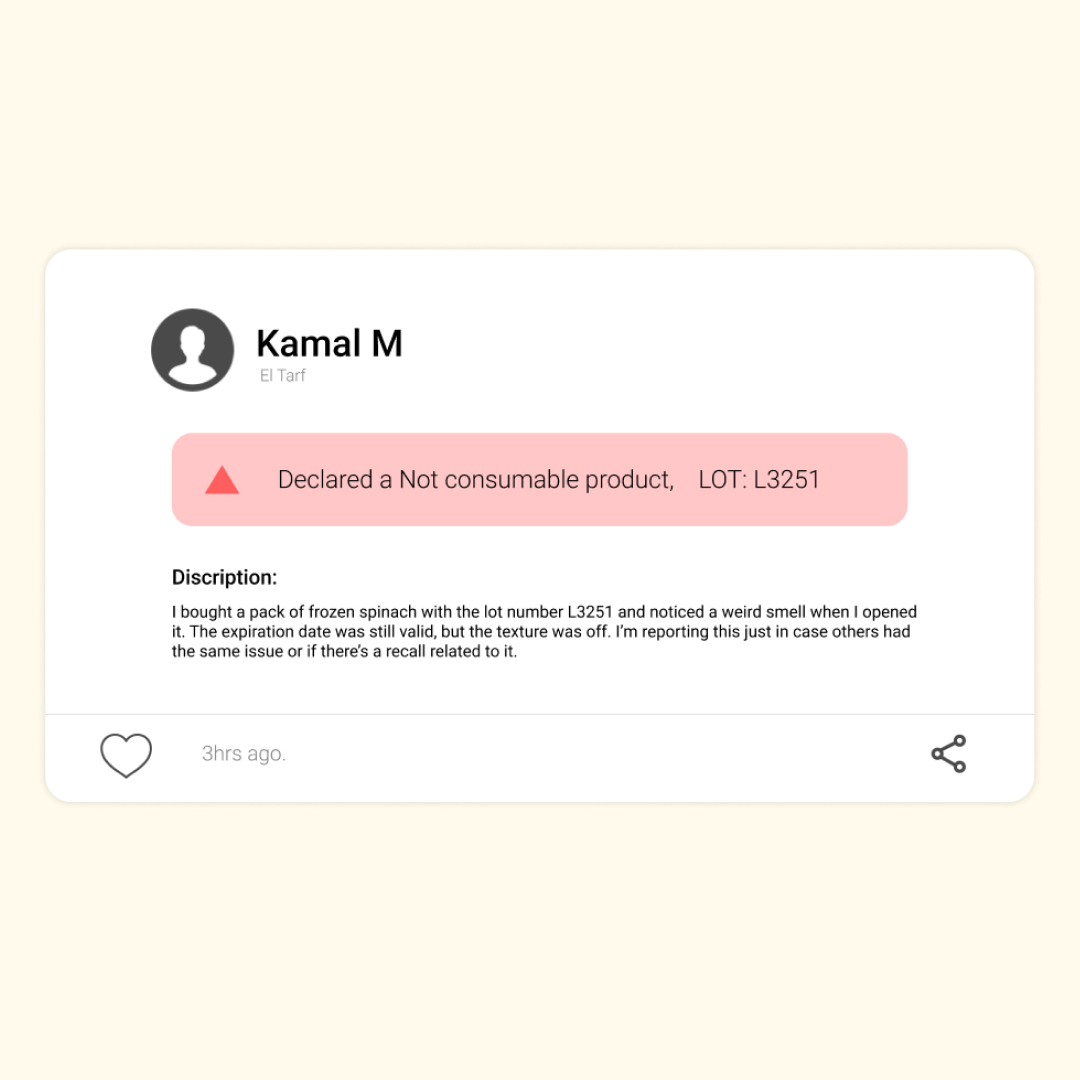 Kamal M
El Tarf
Declared a Not consumable product, LOT: L3251
Discription:
I bought a pack of frozen spinach with the lot number L3251 and noticed a weird smell when I opened
it. The expiration date was still valid, but the texture was off. I’m reporting this just in case others had
the same issue or if there’s a recall related to it.
3hrs ago.